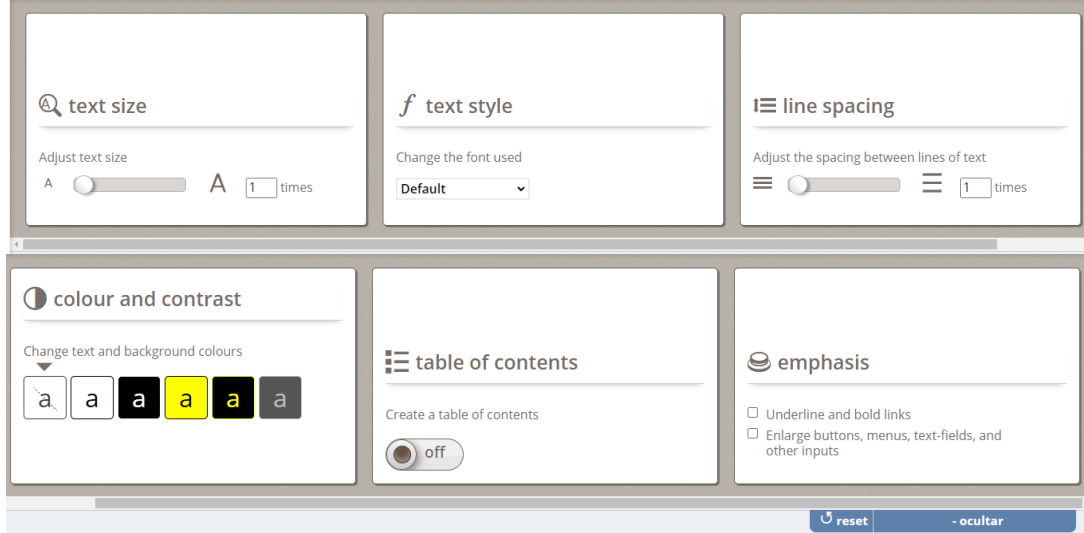 text size
Adjust text size
A
A
1 times
text style
Change the font used
Default
line spacing
Adjust the spacing between lines of text
1 times
colour and contrast
Change text and background colours
a a a a a a
table of contents
Create a table of contents
off
emphasis
Underline and bold links
Enlarge buttons, menus, text-fields, and
other inputs
reset
- ocultar